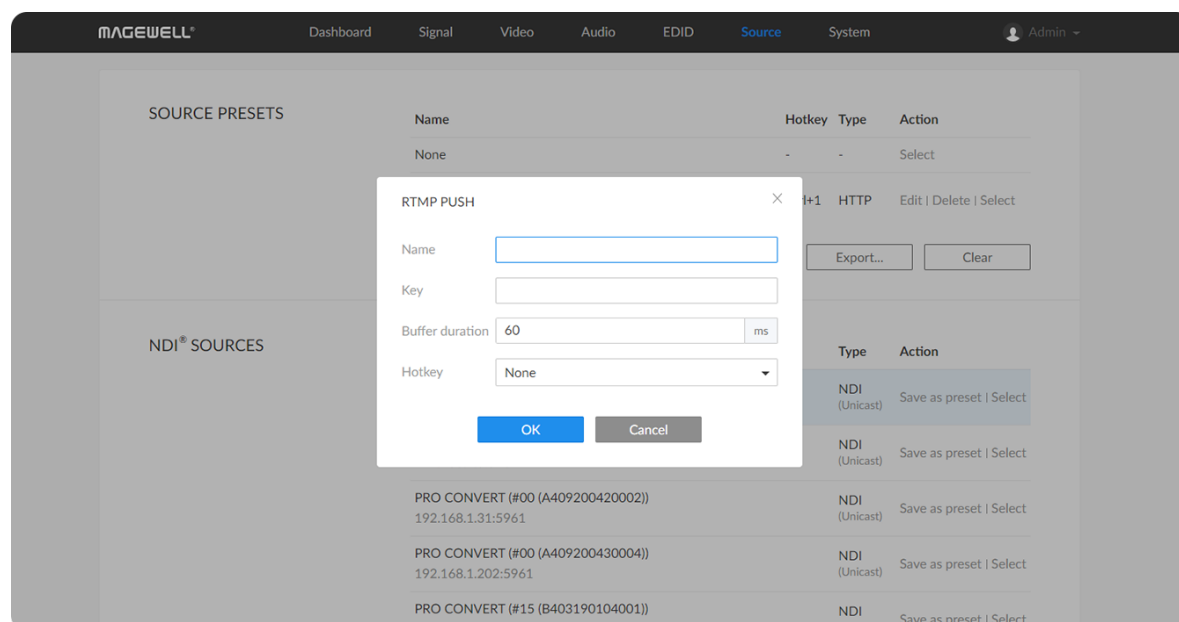 MAGEWELL® Dashboard Signal Video Audio EDID Source System Admin
SOURCE PRESETS
Name Hotkey Type Action
None - - Select
HTTP Edit | Delete | Select
Export... Clear
RTMP PUSH
Name
Key
Buffer duration 60 ms
Hotkey None
OK Cancel
NDI® SOURCES
Type Action
NDI Save as preset | Select
(Unicast)
NDI Save as preset | Select
(Unicast)
PRO CONVERT (#00 (A409200420002)) NDI Save as preset | Select
192.168.1.31:5961 (Unicast)
PRO CONVERT (#00 (A409200430004)) NDI Save as preset | Select
192.168.1.202:5961 (Unicast)
PRO CONVERT (#15 (B403190104001)) NDI Save as preset | Select